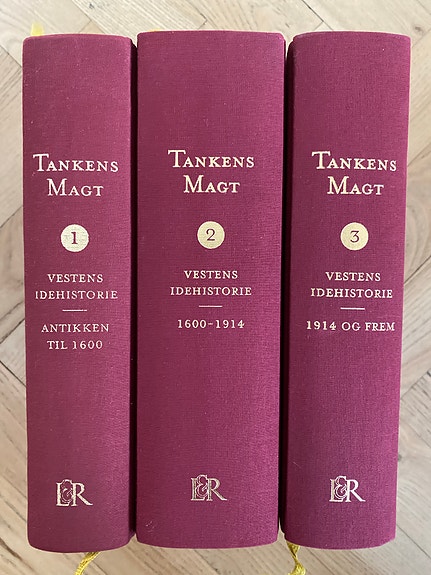 TANKENS
MAGT
1
VESTENS
IDEHISTORIE
ANTIKKEN
TIL 1600
L&R
TANKENS
MAGT
2
VESTENS
IDEHISTORIE
1600-1914
L&R
TANKENS
MAGT
3
VESTENS
IDEHISTORIE
1914 OG FREM
L&R